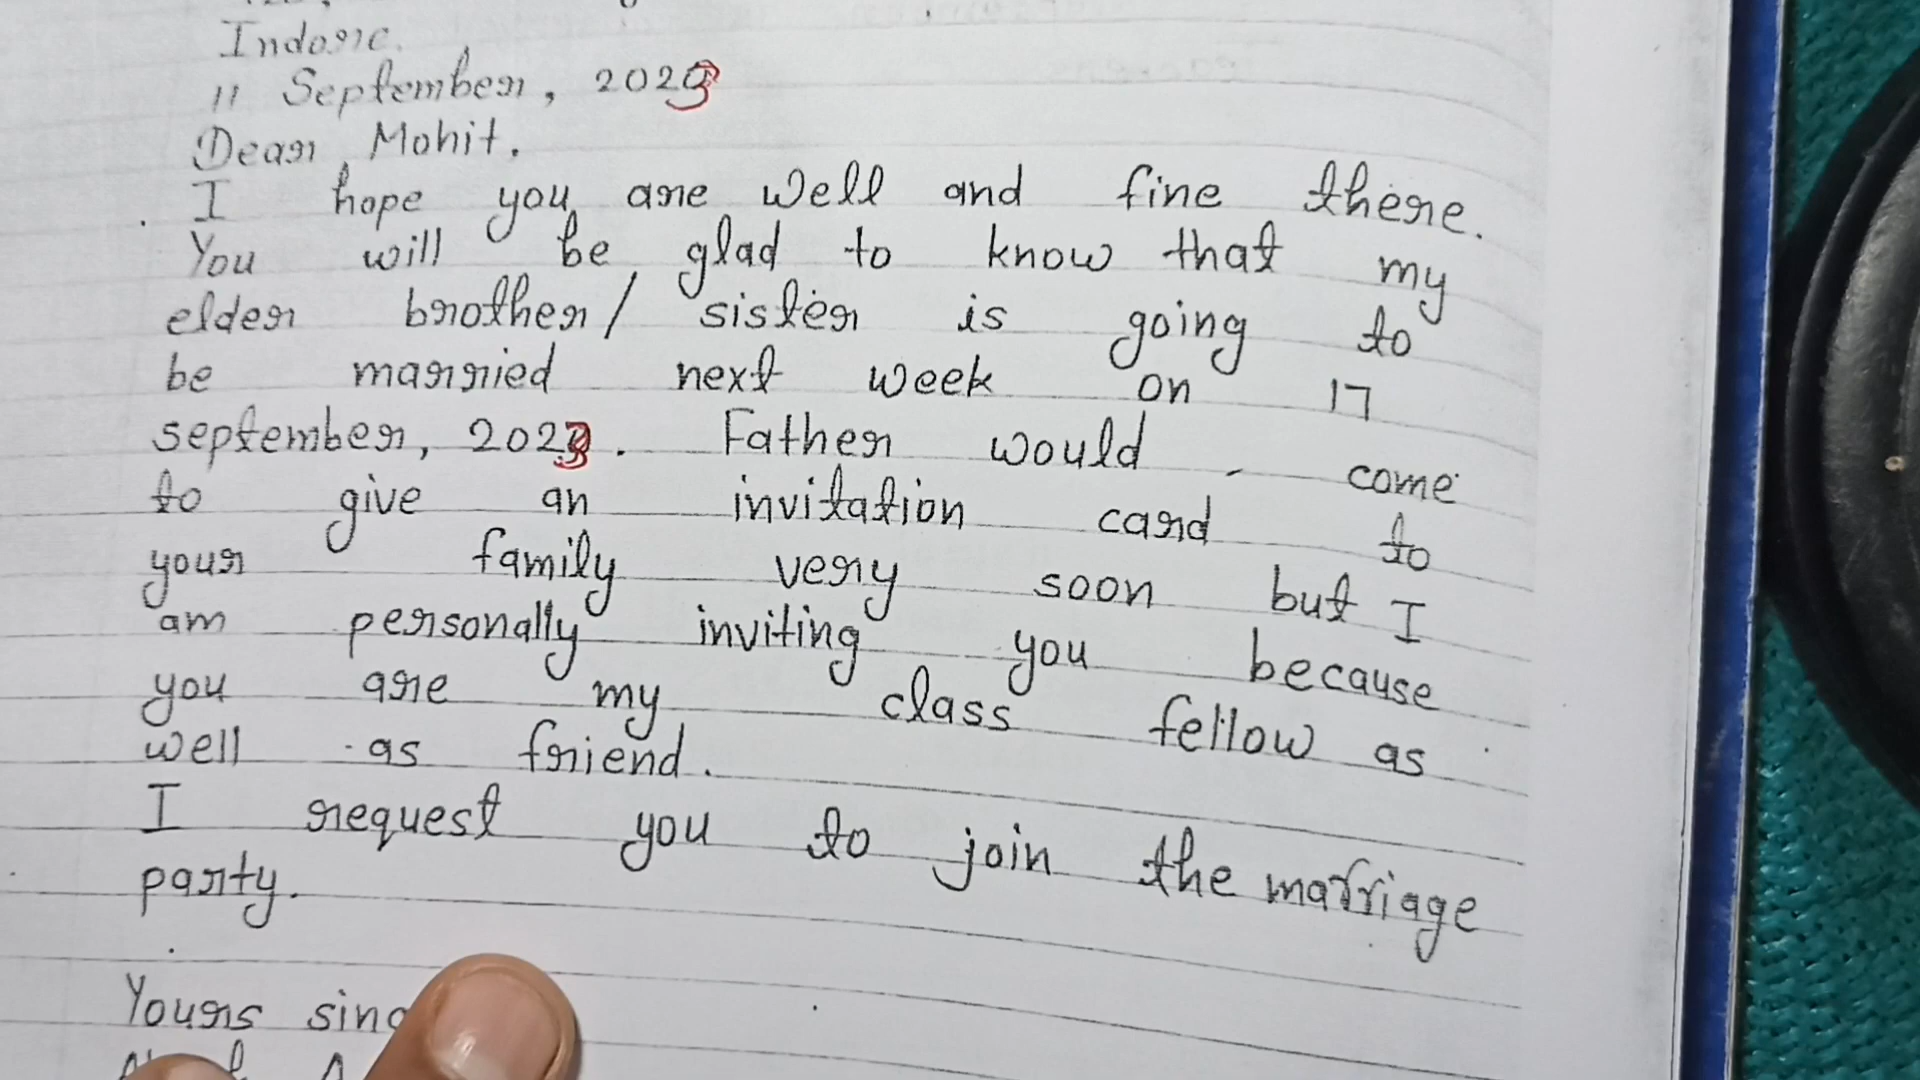 Indore.
11 September, 2023
Dear Mohit.
I hope you are well and fine there.
You will be glad to know that my
elder brother/ sister is going to
be married next week on 17
september, 2023. Father would come
to give an invitation card to
your family very soon but I
am personally inviting you because
you are my class fellow as
well as friend.
I request you to join the marriage
party.
Yours sinc